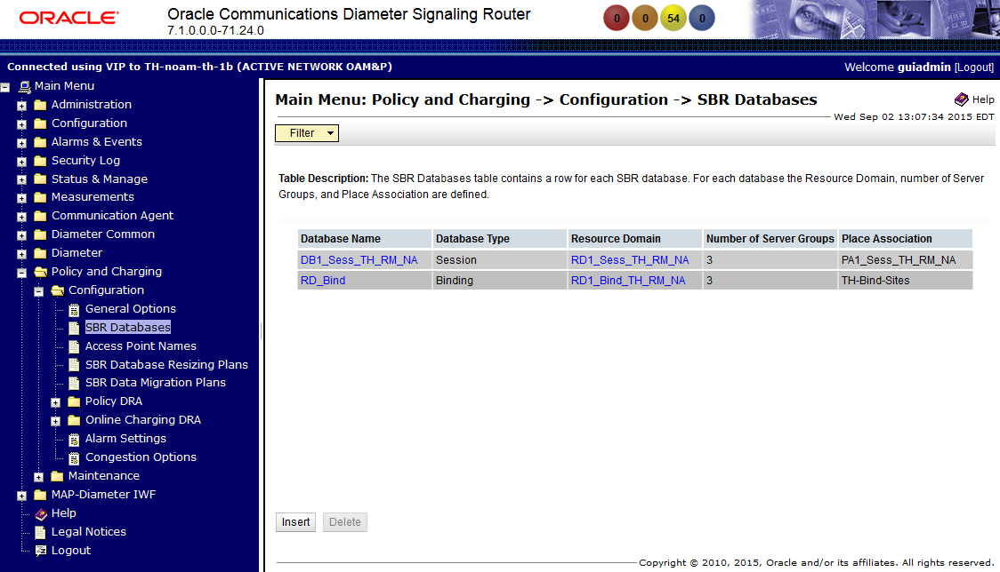 ORACLE®
Oracle Communications Diameter Signaling Router
7.1.0.0.0-71.24.0
0 0 54 0
Connected using VIP to TH-noam-th-1b (ACTIVE NETWORK OAM&P)
Welcome guiadmin [Logout]
Main Menu
Administration
Configuration
Alarms & Events
Security Log
Status & Manage
Measurements
Communication Agent
Diameter Common
Diameter
Policy and Charging
Configuration
General Options
SBR Databases
Access Point Names
SBR Database Resizing Plans
SBR Data Migration Plans
Policy DRA
Online Charging DRA
Alarm Settings
Congestion Options
Maintenance
MAP-Diameter IWF
Help
Legal Notices
Logout
Main Menu: Policy and Charging -> Configuration -> SBR Databases
Help
Wed Sep 02 13:07:34 2015 EDT
Filter
Table Description: The SBR Databases table contains a row for each SBR database. For each database the Resource Domain, number of Server
Groups, and Place Association are defined.
Database Name Database Type Resource Domain Number of Server Groups Place Association
DB1_Sess_TH_RM_NA Session RD1_Sess_TH_RM_NA 3 PA1_Sess_TH_RM_NA
RD_Bind Binding RD1_Bind_TH_RM_NA 3 TH-Bind-Sites
Insert Delete
Copyright © 2010, 2015, Oracle and/or its affiliates. All rights reserved.